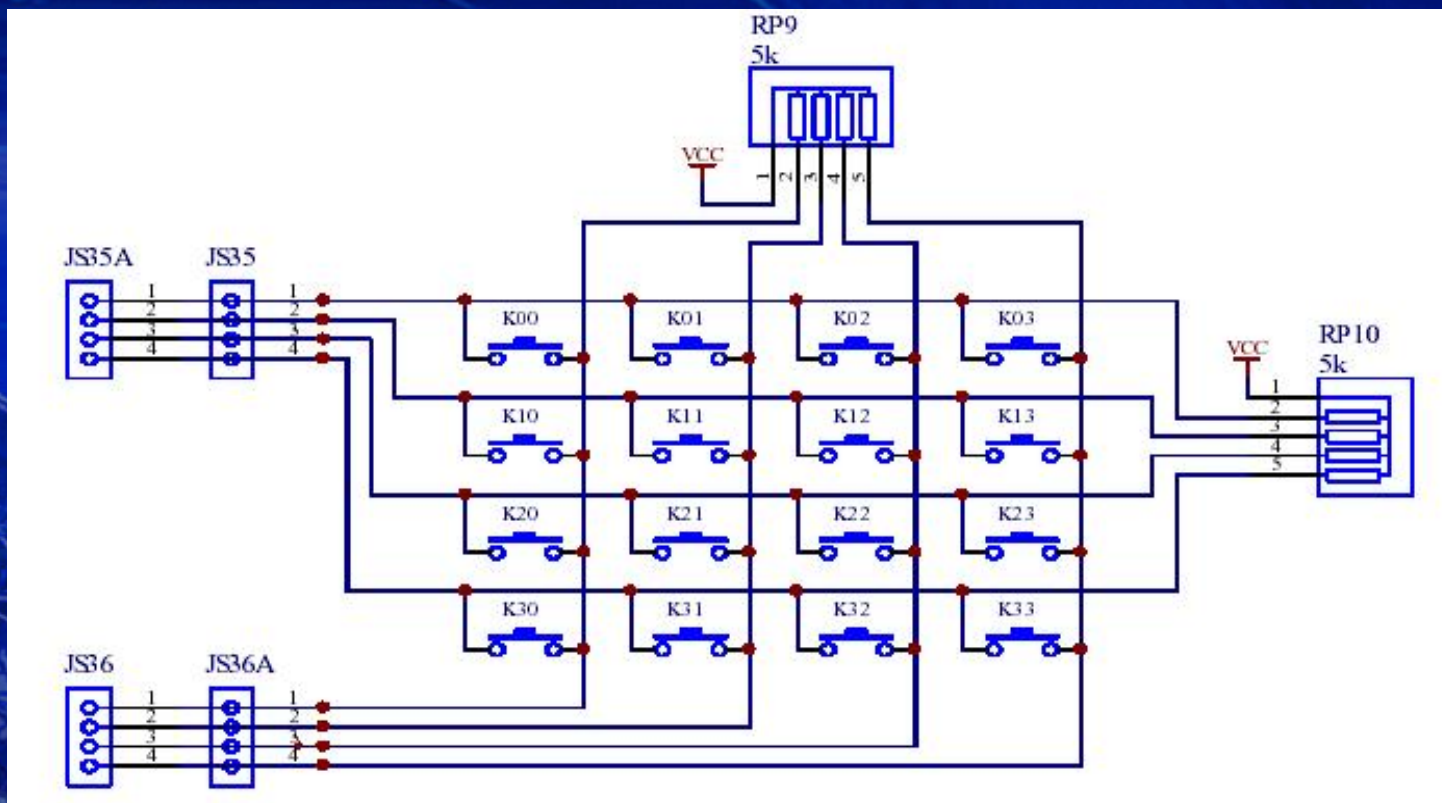 RP9
5k
VCC
1 2 3 4 5
JS35A JS35
1 1
2 2
3 3
4 4
K00 K01 K02 K03
RP10
5k
VCC
1
2
3
4
5
K10 K11 K12 K13
K20 K21 K22 K23
K30 K31 K32 K33
JS36 JS36A
1 1
2 2
3 3
4 4